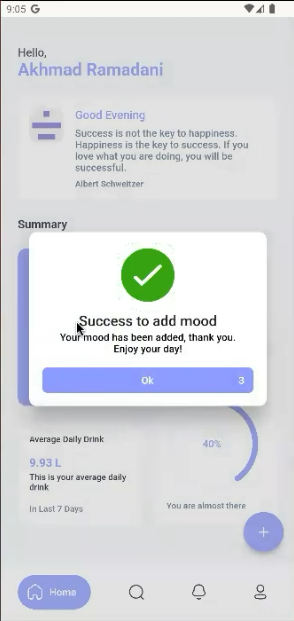 9:05 G
Hello,
Akhmad Ramadani
Good Evening
Success is not the key to happiness.
Happiness is the key to success. If you
love what you are doing, you will be
successful.
Albert Schweitzer
Summary
Success to add mood
Your mood has been added, thank you.
Enjoy your day!
Ok 3
Average Daily Drink
9.93 L
This is your average daily
drink
In Last 7 Days
40%
You are almost there
+
Home